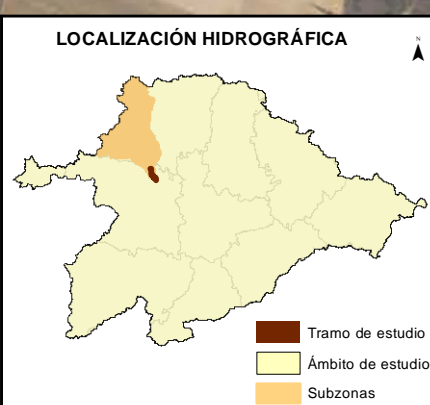 LOCALIZACIÓN HIDROGRÁFICA
N
Tramo de estudio
Ámbito de estudio
Subzonas